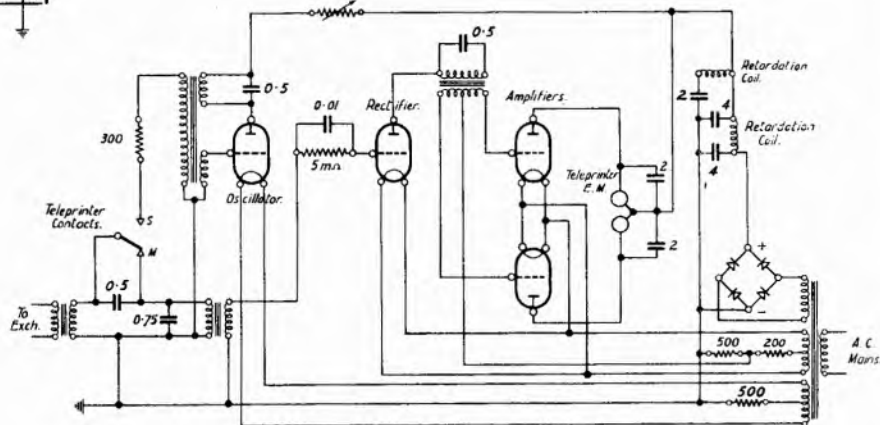 0·5
Retardation
Coil.
0·5
0·01
Rectifier.
Amplifiers.
2
4
Retardation
Coil.
300
5mΩ
4
Oscillator.
Teleprinter
E.M.
2
2
Teleprinter
Contacts.
S
M
+
-
0·5
To
Exch.
0·75
500
200
A.C.
Mains.
500